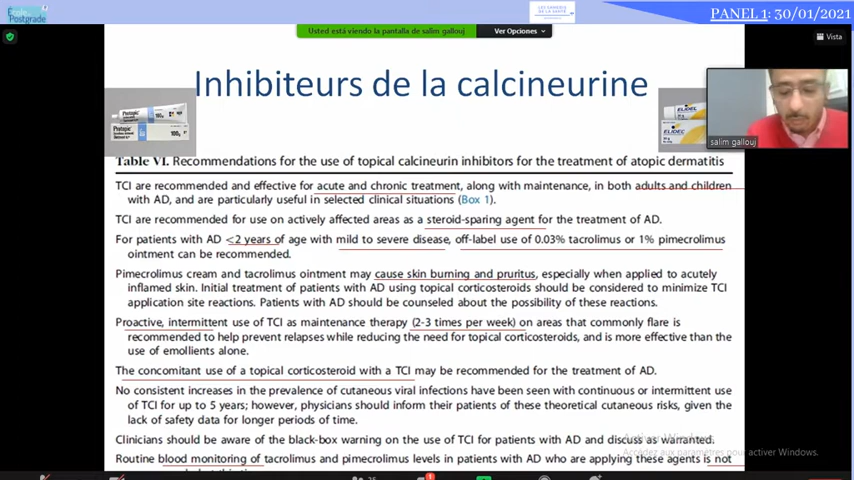 École
Postgrade
LES CANADIS
DE LA SANTÉ
PANEL 1: 30/01/2021
Usted está viendo la pantalla de salim gallouj
Ver Opciones
Vista
Inhibiteurs de la calcineurine
Protopic
100g
ELIDEL
ELIDEL
salim gallouj
Table VI. Recommendations for the use of topical calcineurin inhibitors for the treatment of atopic dermatitis
TCI are recommended and effective for acute and chronic treatment, along with maintenance, in both adults and children
with AD, and are particularly useful in selected clinical situations (Box 1).
TCI are recommended for use on actively affected areas as a steroid-sparing agent for the treatment of AD.
For patients with AD <2 years of age with mild to severe disease, off-label use of 0.03% tacrolimus or 1% pimecrolimus
ointment can be recommended.
Pimecrolimus cream and tacrolimus ointment may cause skin burning and pruritus, especially when applied to acutely
inflamed skin. Initial treatment of patients with AD using topical corticosteroids should be considered to minimize TCI
application site reactions. Patients with AD should be counseled about the possibility of these reactions.
Proactive, intermittent use of TCI as maintenance therapy (2-3 times per week) on areas that commonly flare is
recommended to help prevent relapses while reducing the need for topical corticosteroids, and is more effective than the
use of emollients alone.
The concomitant use of a topical corticosteroid with a TCI may be recommended for the treatment of AD.
No consistent increases in the prevalence of cutaneous viral infections have been seen with continuous or intermittent use
of TCI for up to 5 years; however, physicians should inform their patients of these theoretical cutaneous risks, given the
lack of safety data for longer periods of time.
Clinicians should be aware of the black-box warning on the use of TCI for patients with AD and discuss as warranted.
Activer Windows
Accédez aux paramètres pour activer Windows.
Routine blood monitoring of tacrolimus and pimecrolimus levels in patients with AD who are applying these agents is not